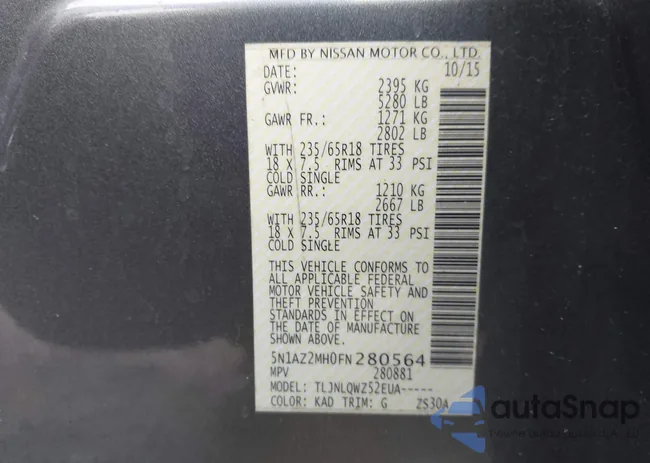 MFD BY NISSAN MOTOR CO., LTD.
DATE: 10/15
GVWR: 2395 KG
5280 LB
GAWR FR.: 1271 KG
2802 LB
WITH 235/65R18 TIRES
18 X 7.5 RIMS AT 33 PSI
COLD SINGLE
GAWR RR.: 1210 KG
2667 LB
WITH 235/65R18 TIRES
18 X 7.5 RIMS AT 33 PSI
COLD SINGLE
THIS VEHICLE CONFORMS TO
ALL APPLICABLE FEDERAL
MOTOR VEHICLE SAFETY AND
THEFT PREVENTION
STANDARDS IN EFFECT ON
THE DATE OF MANUFACTURE
SHOWN ABOVE.
5N1AZ2MH0FN280564
MPV 280881
MODEL: TLJNLQWZ52EUA-----
COLOR: KAD TRIM: G ZS30A
autaSnap